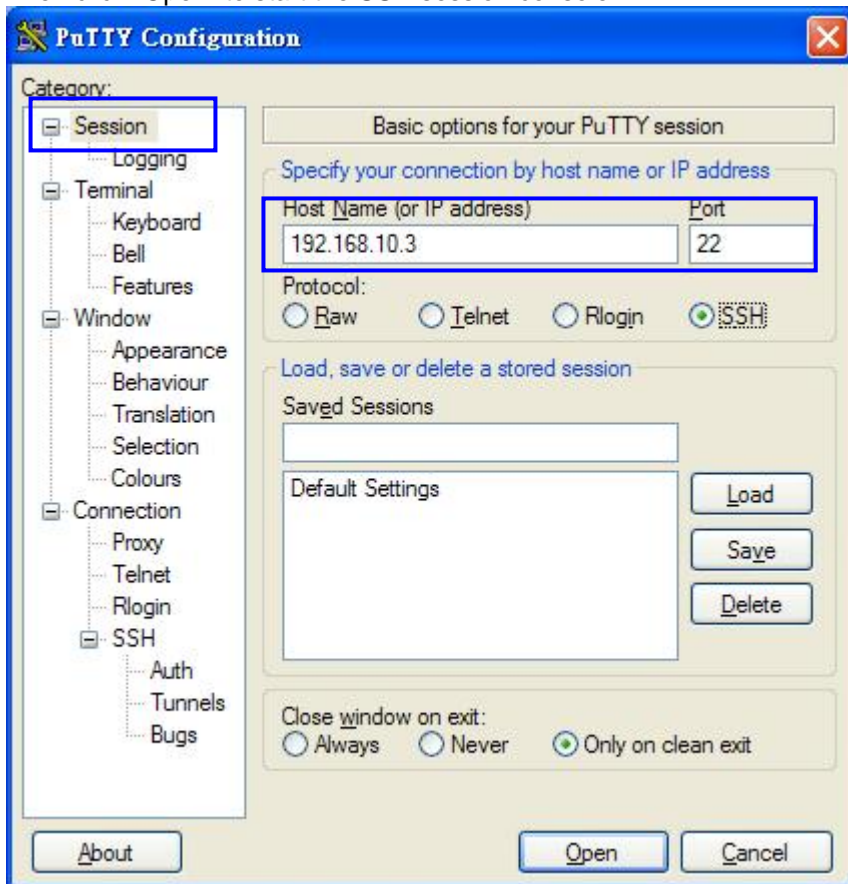 PuTTY Configuration
Category:
Session
Logging
Terminal
Keyboard
Bell
Features
Window
Appearance
Behaviour
Translation
Selection
Colours
Connection
Proxy
Telnet
Rlogin
SSH
Auth
Tunnels
Bugs
Basic options for your PuTTY session
Specify your connection by host name or IP address
Host Name (or IP address) Port
192.168.10.3 22
Protocol:
Raw Telnet Rlogin SSH
Load, save or delete a stored session
Saved Sessions
Default Settings
Load
Save
Delete
Close window on exit:
Always Never Only on clean exit
About Open Cancel